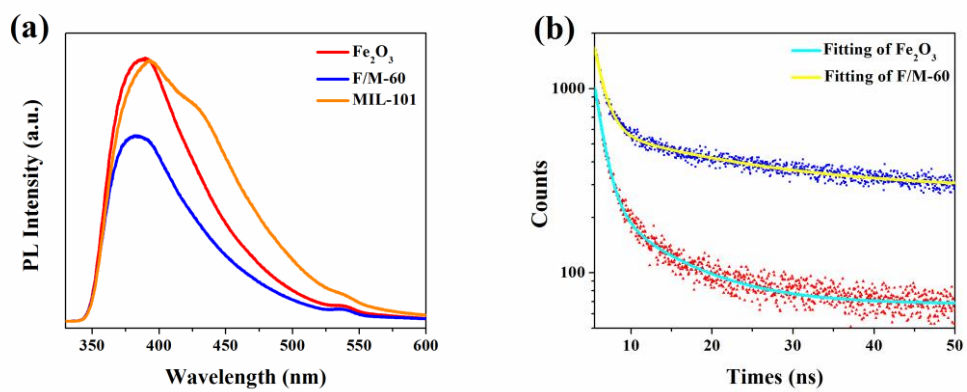 (a)
Fe₂O₃
F/M-60
MIL-101
PL Intensity (a.u.)
350 400 450 500 550 600
Wavelength (nm)
(b)
Fitting of Fe₂O₃
Fitting of F/M-60
1000
100
Counts
10 20 30 40 50
Times (ns)